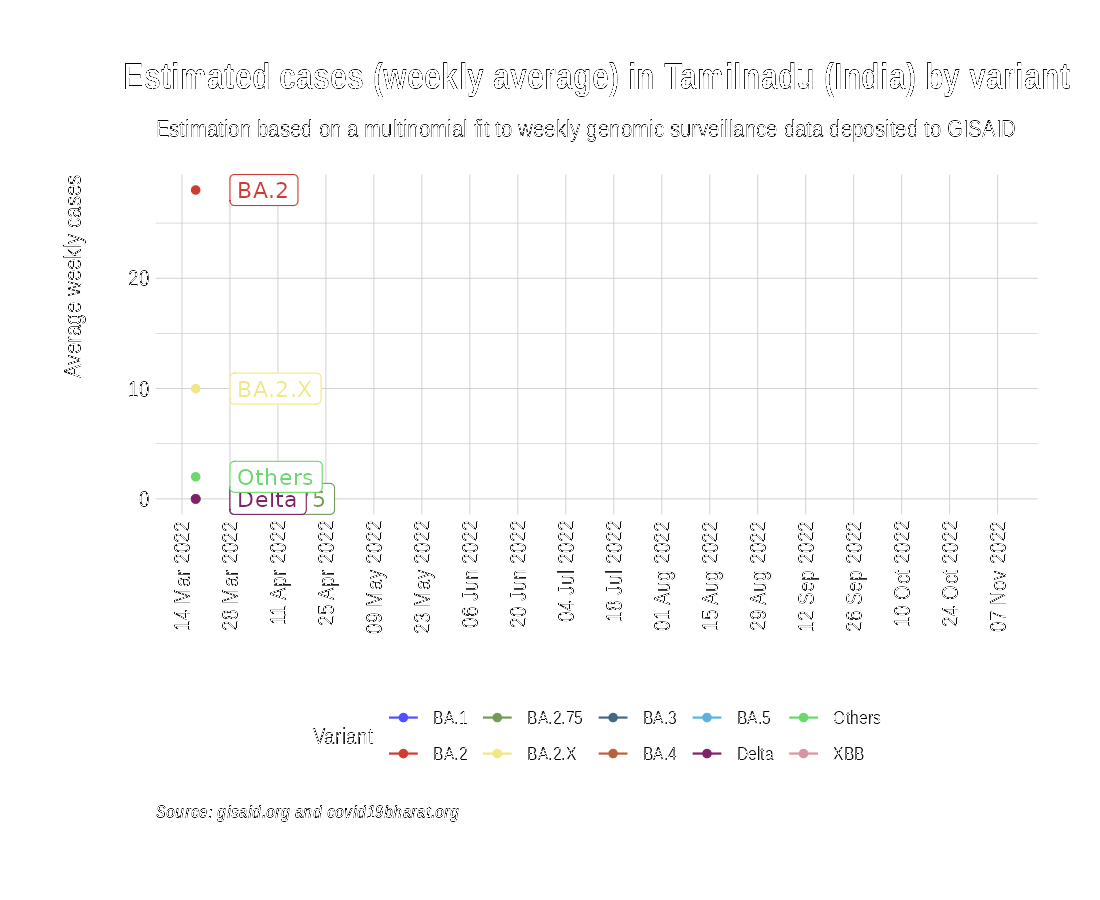 Estimated cases (weekly average) in Tamilnadu (India) by variant
Estimation based on a multinomial fit to weekly genomic surveillance data deposited to GISAID
Average weekly cases
20
10
0
BA.2
BA.2.X
Others
Delta 5
14 Mar 2022
28 Mar 2022
11 Apr 2022
25 Apr 2022
09 May 2022
23 May 2022
06 Jun 2022
20 Jun 2022
04 Jul 2022
18 Jul 2022
01 Aug 2022
15 Aug 2022
29 Aug 2022
12 Sep 2022
26 Sep 2022
10 Oct 2022
24 Oct 2022
07 Nov 2022
Variant
BA.1 BA.2.75 BA.3 BA.5 Others
BA.2 BA.2.X BA.4 Delta XBB
Source: gisaid.org and covid19bharat.org